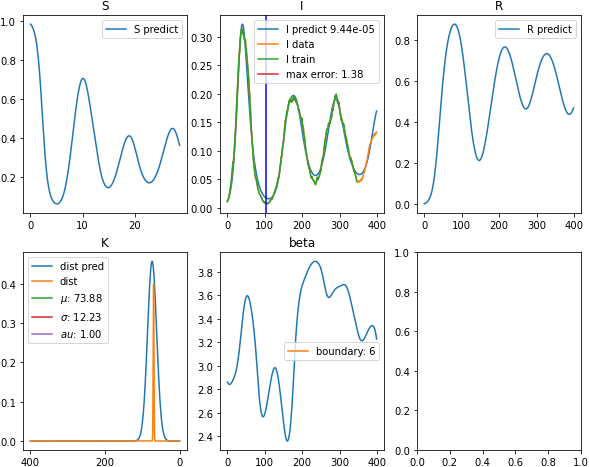 S
I
R
S predict
I predict 9.44e-05
I data
I train
max error: 1.38
R predict
1.0
0.8
0.6
0.4
0.2
0 10 20
0.30
0.25
0.20
0.15
0.10
0.05
0.00
0 100 200 300 400
0.8
0.6
0.4
0.2
0.0
0 100 200 300 400
K
beta
dist pred
dist
μ: 73.88
σ: 12.23
au: 1.00
boundary: 6
0.4
0.3
0.2
0.1
0.0
400 200 0
3.8
3.6
3.4
3.2
3.0
2.8
2.6
2.4
0 100 200 300 400
1.0
0.8
0.6
0.4
0.2
0.0
0.0 0.2 0.4 0.6 0.8 1.0